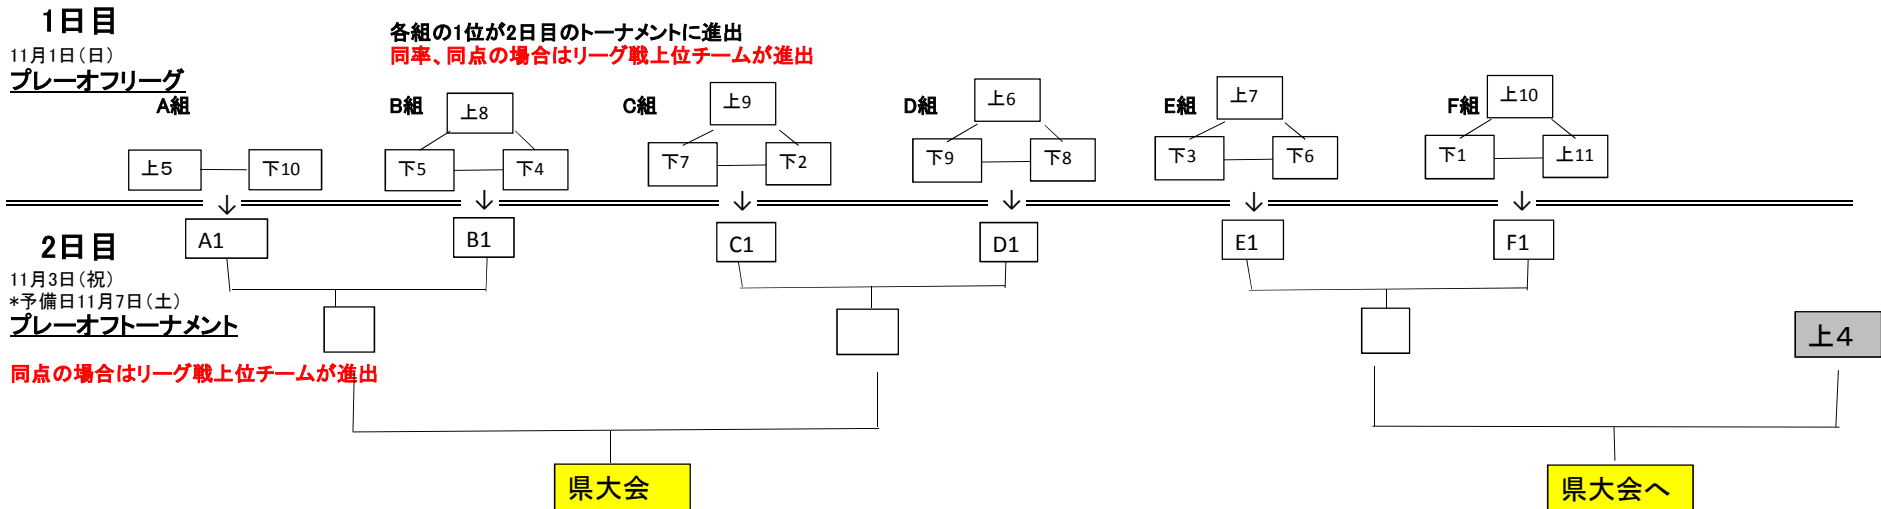 1日目
11月1日(日)
プレーオフリーグ
各組の1位が2日目のトーナメントに進出
同率、同点の場合はリーグ戦上位チームが進出
A組
上5
下10
B組
上8
下5
下4
C組
上9
下7
下2
D組
上6
下9
下8
E組
上7
下3
下6
F組
上10
下1
上11
↓ ↓ ↓ ↓ ↓ ↓
A1
B1
C1
D1
E1
F1
2日目
11月3日(祝)
*予備日11月7日(土)
プレーオフトーナメント
上4
同点の場合はリーグ戦上位チームが進出
県大会
県大会へ